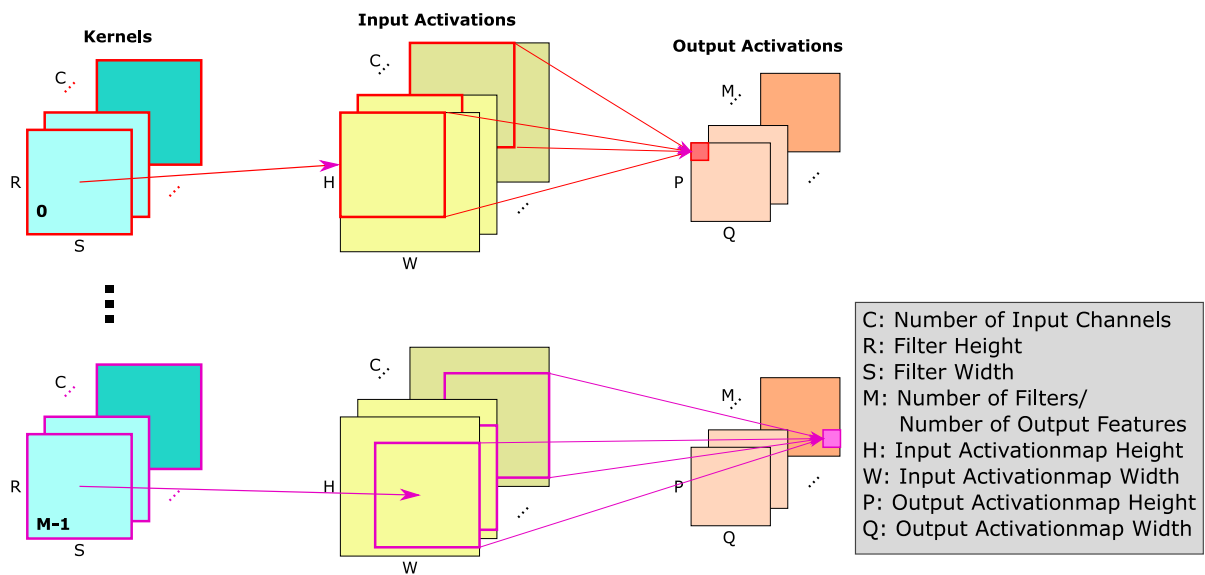 Kernels
Input Activations
Output Activations
C
R
0
S
C
H
W
M
P
Q
C
R
M-1
S
C
H
W
M
P
Q
C: Number of Input Channels
R: Filter Height
S: Filter Width
M: Number of Filters/
Number of Output Features
H: Input Activationmap Height
W: Input Activationmap Width
P: Output Activationmap Height
Q: Output Activationmap Width